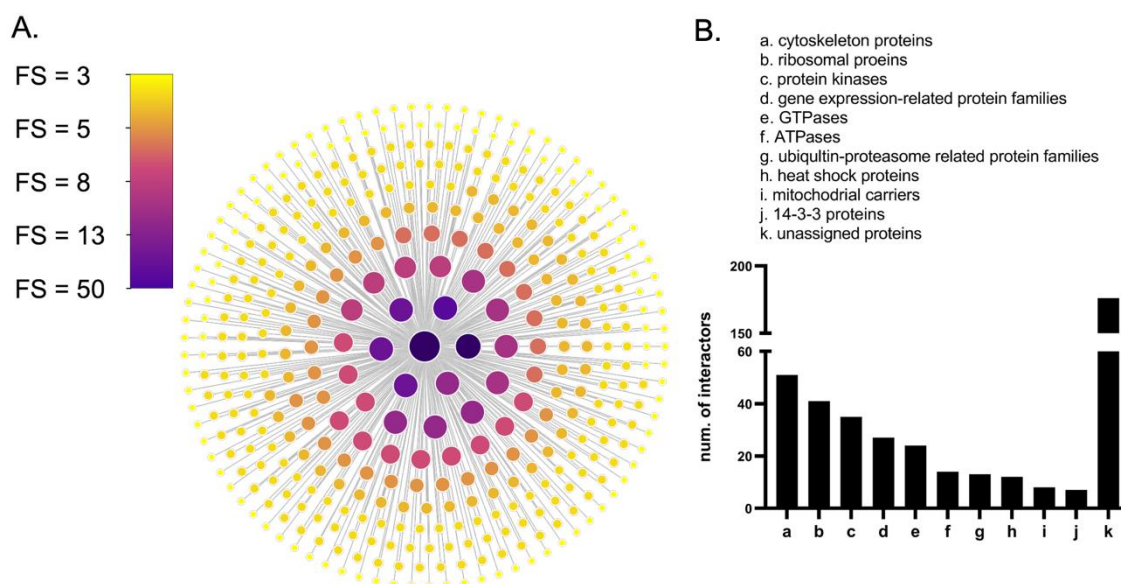 A.
FS = 3
FS = 5
FS = 8
FS = 13
FS = 50
B.
a. cytoskeleton proteins
b. ribosomal proeins
c. protein kinases
d. gene expression-related protein families
e. GTPases
f. ATPases
g. ubiqultin-proteasome related protein families
h. heat shock proteins
i. mitochodrial carriers
j. 14-3-3 proteins
k. unassigned proteins
num. of interactors
200
150
60
40
20
0
a b c d e f g h i j k